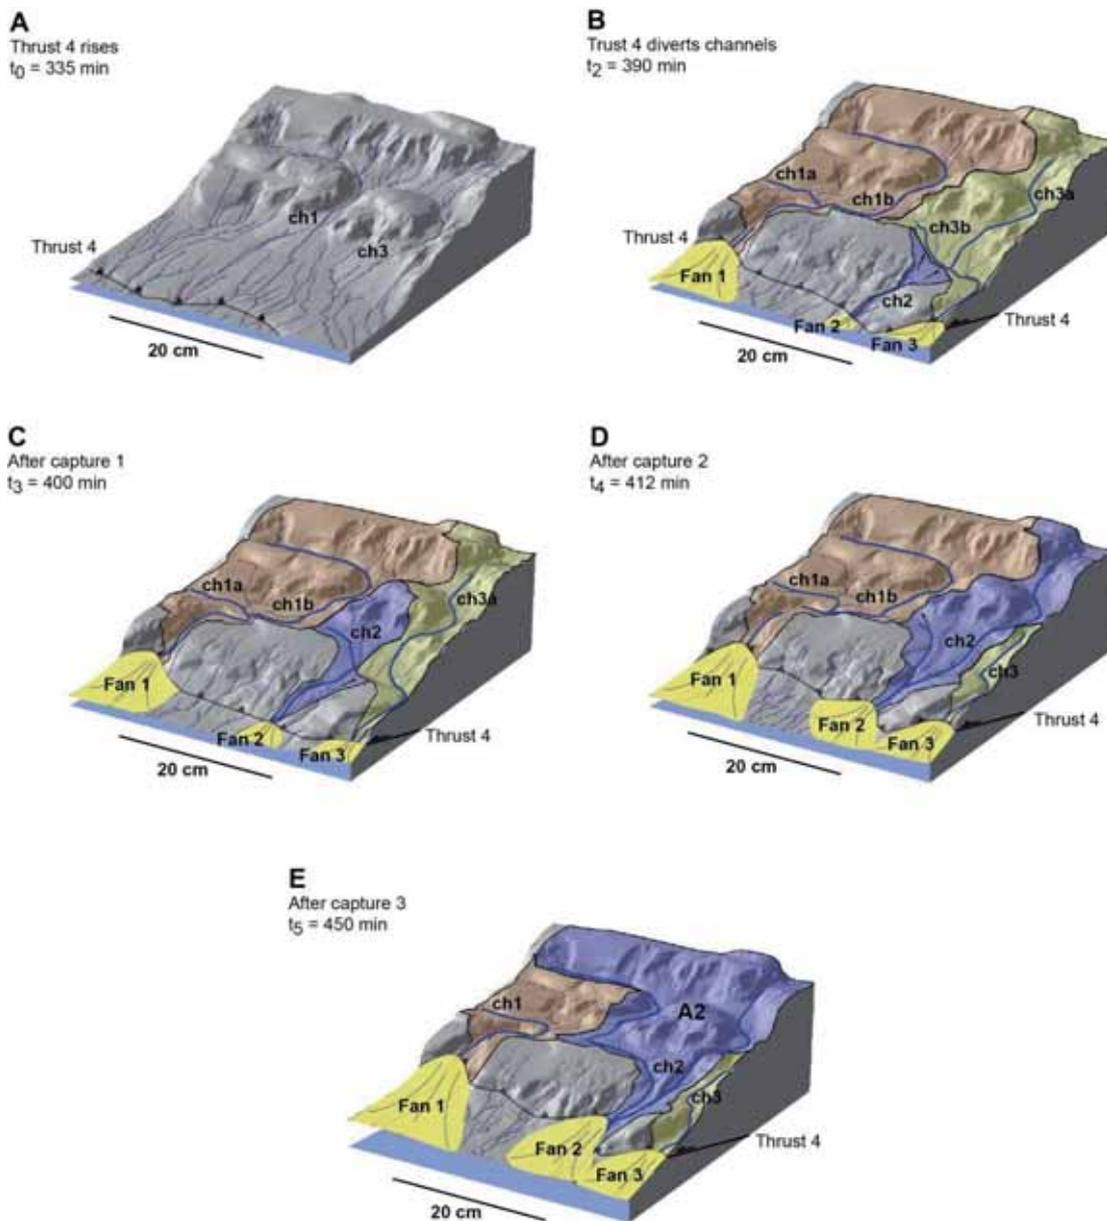 A
Thrust 4 rises
t0 = 335 min
ch1
ch3
Thrust 4
20 cm
B
Trust 4 diverts channels
t2 = 390 min
ch1a
ch3a
ch1b
ch3b
Thrust 4
Fan 1
ch2
Fan 2
Thrust 4
Fan 3
20 cm
C
After capture 1
t3 = 400 min
ch1a
ch3a
ch1b
ch2
Fan 1
Fan 2
Thrust 4
Fan 3
20 cm
D
After capture 2
t4 = 412 min
ch1a
ch1b
ch2
ch3
Fan 1
Fan 2
Thrust 4
Fan 3
20 cm
E
After capture 3
t5 = 450 min
ch1
A2
ch2
ch3
Fan 1
Fan 2
Thrust 4
Fan 3
20 cm